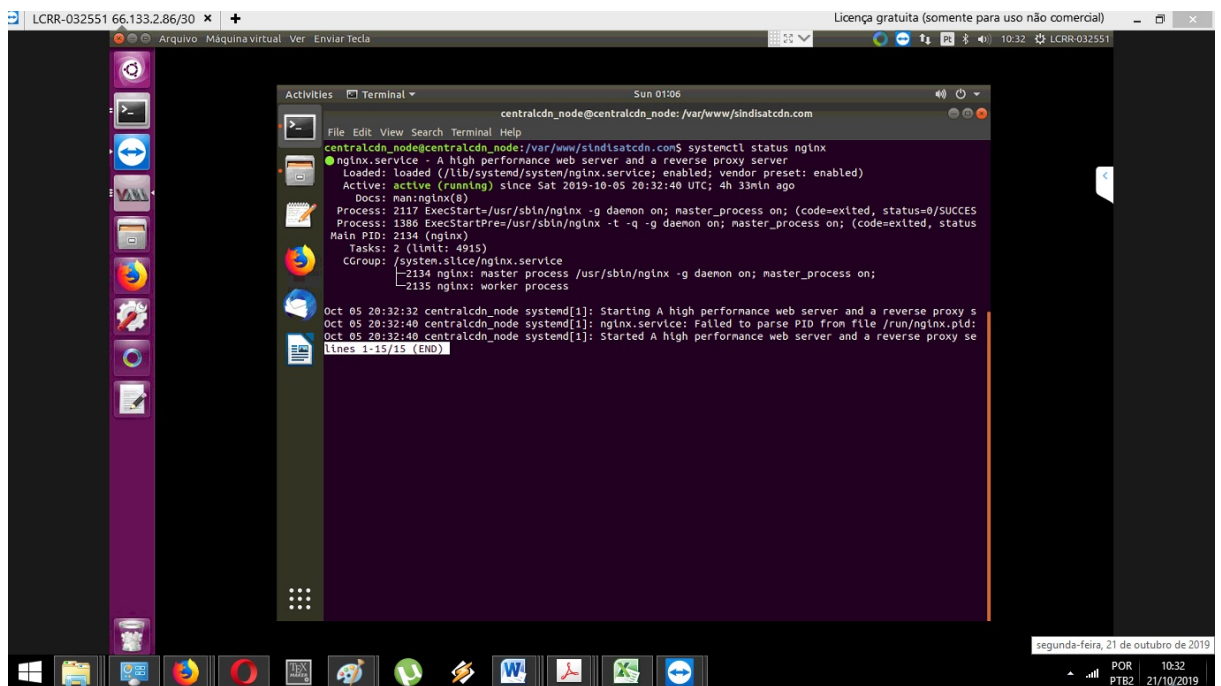 LCRR-032551 66.133.2.86/30 × +
Licença gratuita (somente para uso não comercial)
Arquivo Máquina virtual Ver Enviar Tecla
Pt
10:32 LCRR-032551
Activities Terminal
Sun 01:06
centralcdn_node@centralcdn_node: /var/www/sindisatcdn.com
File Edit View Search Terminal Help
centralcdn_node@centralcdn_node:/var/www/sindisatcdn.com$ systemctl status nginx
● nginx.service - A high performance web server and a reverse proxy server
Loaded: loaded (/lib/systemd/system/nginx.service; enabled; vendor preset: enabled)
Active: active (running) since Sat 2019-10-05 20:32:40 UTC; 4h 33min ago
Docs: man:nginx(8)
Process: 2117 ExecStart=/usr/sbin/nginx -g daemon on; master_process on; (code=exited, status=0/SUCCES
Process: 1386 ExecStartPre=/usr/sbin/nginx -t -q -g daemon on; master_process on; (code=exited, status
Main PID: 2134 (nginx)
Tasks: 2 (limit: 4915)
CGroup: /system.slice/nginx.service
├─2134 nginx: master process /usr/sbin/nginx -g daemon on; master_process on;
└─2135 nginx: worker process
Oct 05 20:32:32 centralcdn_node systemd[1]: Starting A high performance web server and a reverse proxy s
Oct 05 20:32:40 centralcdn_node systemd[1]: nginx.service: Failed to parse PID from file /run/nginx.pid:
Oct 05 20:32:40 centralcdn_node systemd[1]: Started A high performance web server and a reverse proxy se
lines 1-15/15 (END)
segunda-feira, 21 de outubro de 2019
POR 10:32
PTB2 21/10/2019